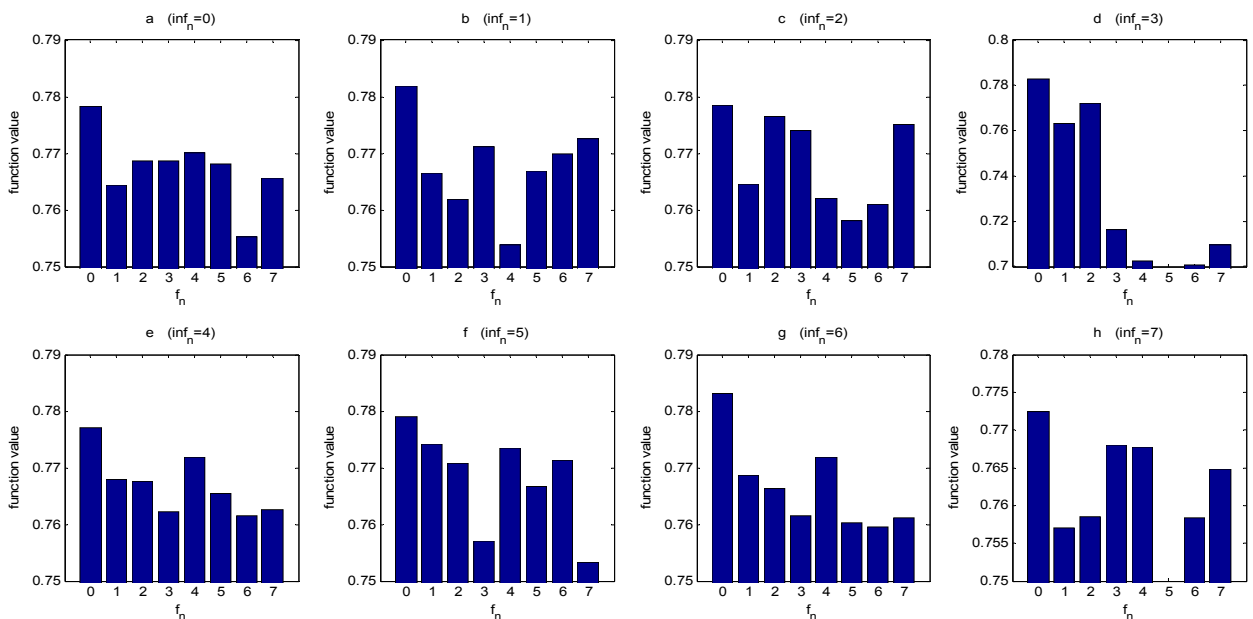 a (inf_n=0)
0.79
0.78
0.77
0.76
0.75
function value
0 1 2 3 4 5 6 7
f_n
b (inf_n=1)
0.79
0.78
0.77
0.76
0.75
function value
0 1 2 3 4 5 6 7
f_n
c (inf_n=2)
0.79
0.78
0.77
0.76
0.75
function value
0 1 2 3 4 5 6 7
f_n
d (inf_n=3)
0.8
0.78
0.76
0.74
0.72
0.7
function value
0 1 2 3 4 5 6 7
f_n
e (inf_n=4)
0.79
0.78
0.77
0.76
0.75
function value
0 1 2 3 4 5 6 7
f_n
f (inf_n=5)
0.79
0.78
0.77
0.76
0.75
function value
0 1 2 3 4 5 6 7
f_n
g (inf_n=6)
0.79
0.78
0.77
0.76
0.75
function value
0 1 2 3 4 5 6 7
f_n
h (inf_n=7)
0.78
0.775
0.77
0.765
0.76
0.755
0.75
function value
0 1 2 3 4 5 6 7
f_n